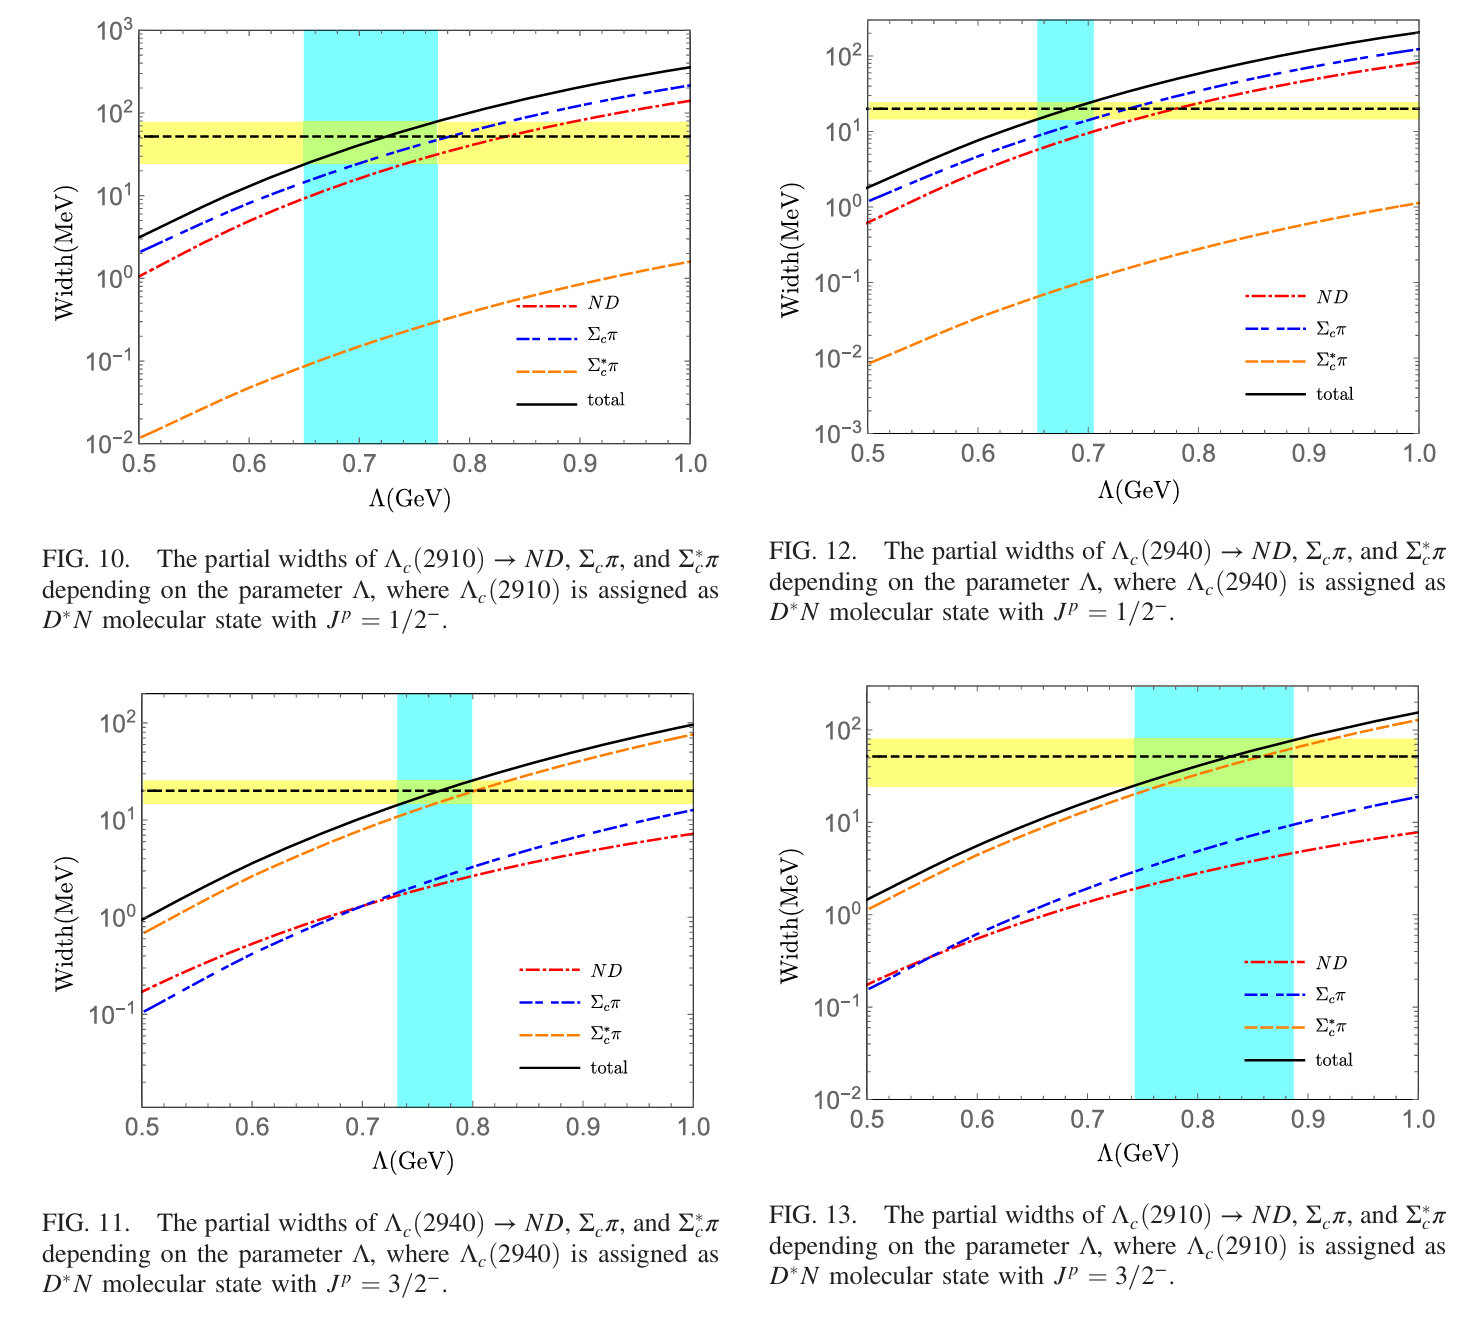 10³
10²
10¹
10⁰
10⁻¹
10⁻²
Width(MeV)
ND
Σcπ
Σc*π
total
0.5 0.6 0.7 0.8 0.9 1.0
Λ(GeV)
FIG. 10. The partial widths of Λc(2910) → ND, Σcπ, and Σc*π
depending on the parameter Λ, where Λc(2910) is assigned as
D*N molecular state with Jᵖ = 1/2⁻.
10²
10¹
10⁰
10⁻¹
10⁻²
10⁻³
Width(MeV)
ND
Σcπ
Σc*π
total
0.5 0.6 0.7 0.8 0.9 1.0
Λ(GeV)
FIG. 12. The partial widths of Λc(2940) → ND, Σcπ, and Σc*π
depending on the parameter Λ, where Λc(2940) is assigned as
D*N molecular state with Jᵖ = 1/2⁻.
10²
10¹
10⁰
10⁻¹
Width(MeV)
ND
Σcπ
Σc*π
total
0.5 0.6 0.7 0.8 0.9 1.0
Λ(GeV)
FIG. 11. The partial widths of Λc(2940) → ND, Σcπ, and Σc*π
depending on the parameter Λ, where Λc(2940) is assigned as
D*N molecular state with Jᵖ = 3/2⁻.
10²
10¹
10⁰
10⁻¹
10⁻²
Width(MeV)
ND
Σcπ
Σc*π
total
0.5 0.6 0.7 0.8 0.9 1.0
Λ(GeV)
FIG. 13. The partial widths of Λc(2910) → ND, Σcπ, and Σc*π
depending on the parameter Λ, where Λc(2910) is assigned as
D*N molecular state with Jᵖ = 3/2⁻.